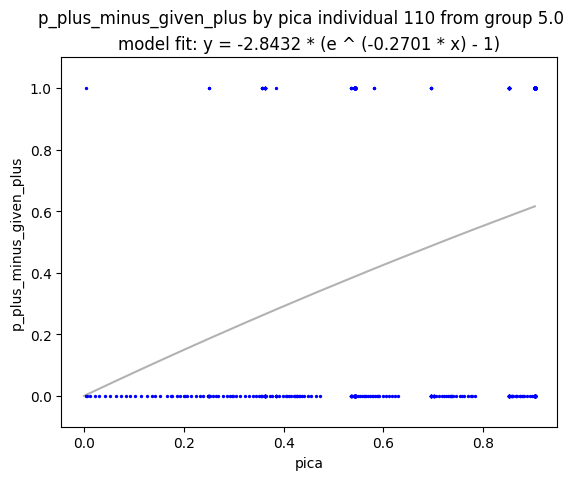 p_plus_minus_given_plus by pica individual 110 from group 5.0
model fit: y = -2.8432 * (e ^ (-0.2701 * x) - 1)
1.0
0.8
0.6
0.4
0.2
0.0
p_plus_minus_given_plus
0.0 0.2 0.4 0.6 0.8
pica